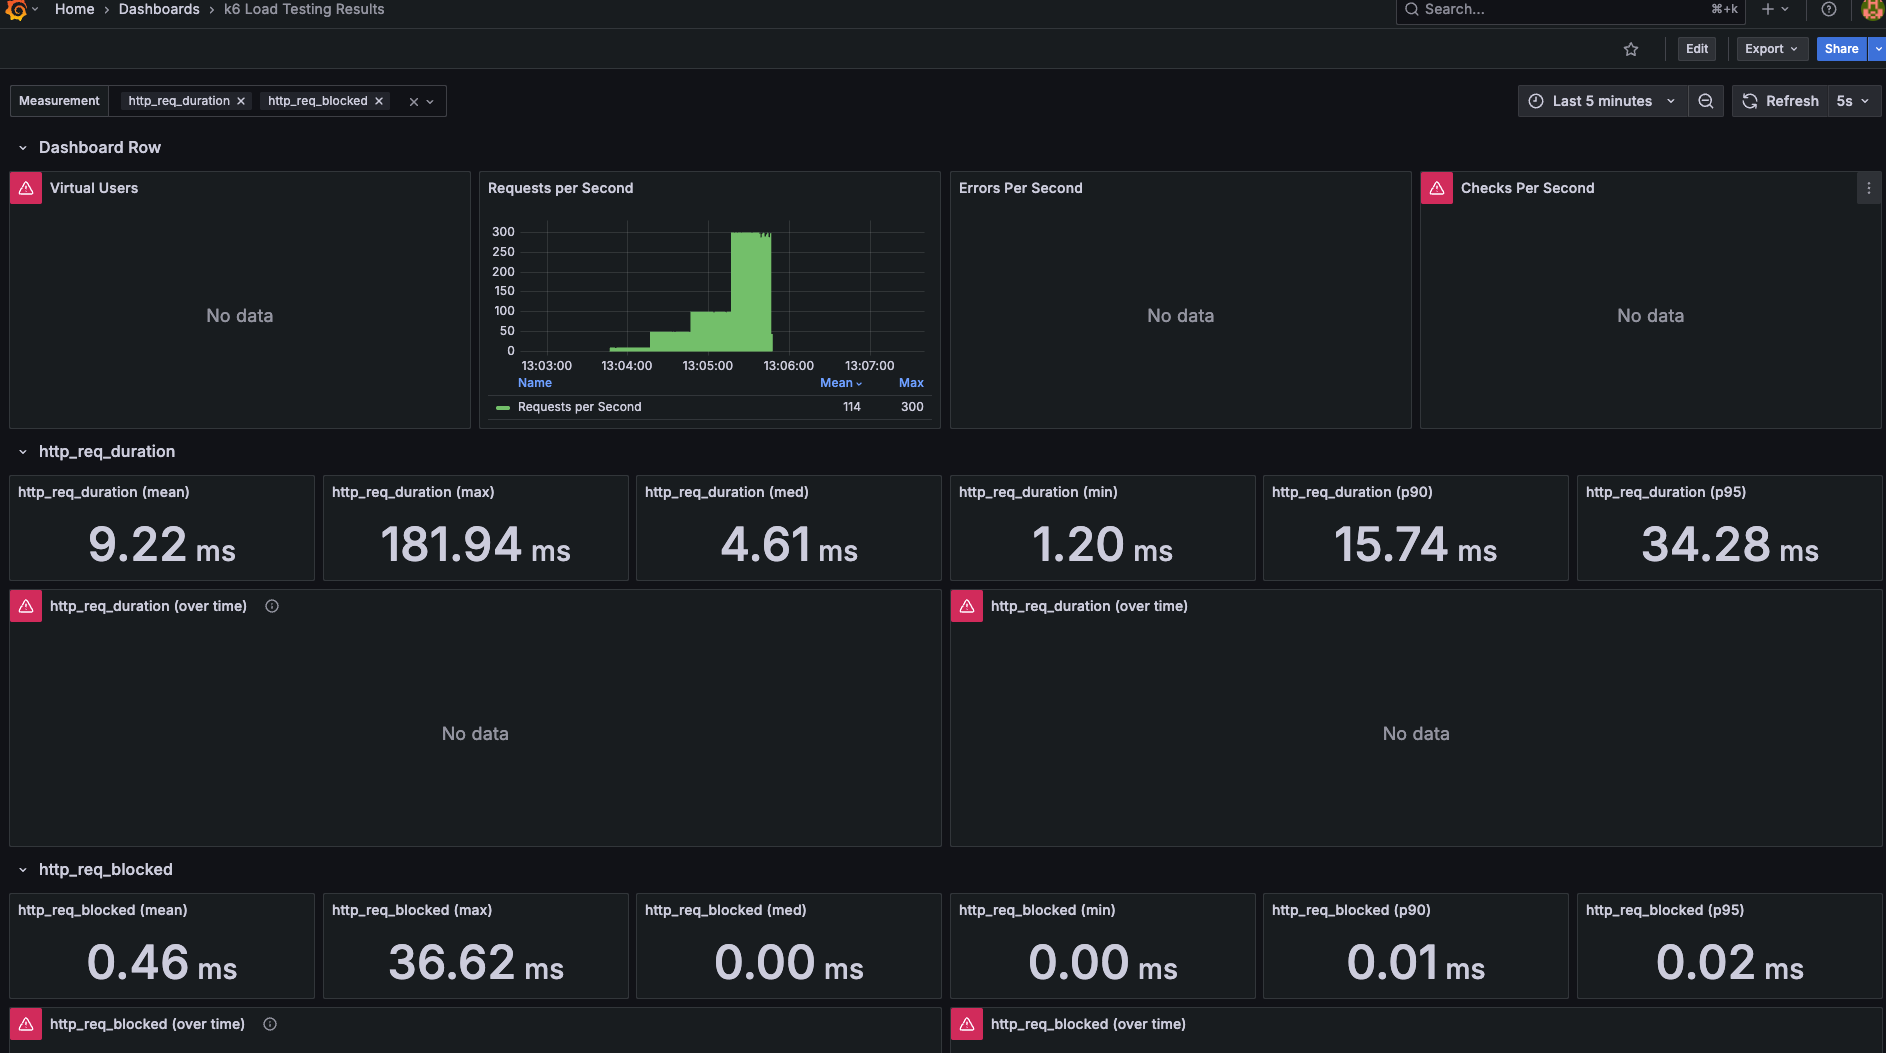 Home › Dashboards › k6 Load Testing Results
Search... ⌘+k
Edit Export Share
Measurement http_req_duration × http_req_blocked ×
Last 5 minutes Refresh 5s
Dashboard Row
Virtual Users
No data
Requests per Second
300
250
200
150
100
50
0
13:03:00 13:04:00 13:05:00 13:06:00 13:07:00
Name Mean Max
Requests per Second 114 300
Errors Per Second
No data
Checks Per Second
No data
http_req_duration
http_req_duration (mean)
9.22 ms
http_req_duration (max)
181.94 ms
http_req_duration (med)
4.61 ms
http_req_duration (min)
1.20 ms
http_req_duration (p90)
15.74 ms
http_req_duration (p95)
34.28 ms
http_req_duration (over time)
No data
http_req_duration (over time)
No data
http_req_blocked
http_req_blocked (mean)
0.46 ms
http_req_blocked (max)
36.62 ms
http_req_blocked (med)
0.00 ms
http_req_blocked (min)
0.00 ms
http_req_blocked (p90)
0.01 ms
http_req_blocked (p95)
0.02 ms
http_req_blocked (over time)
http_req_blocked (over time)